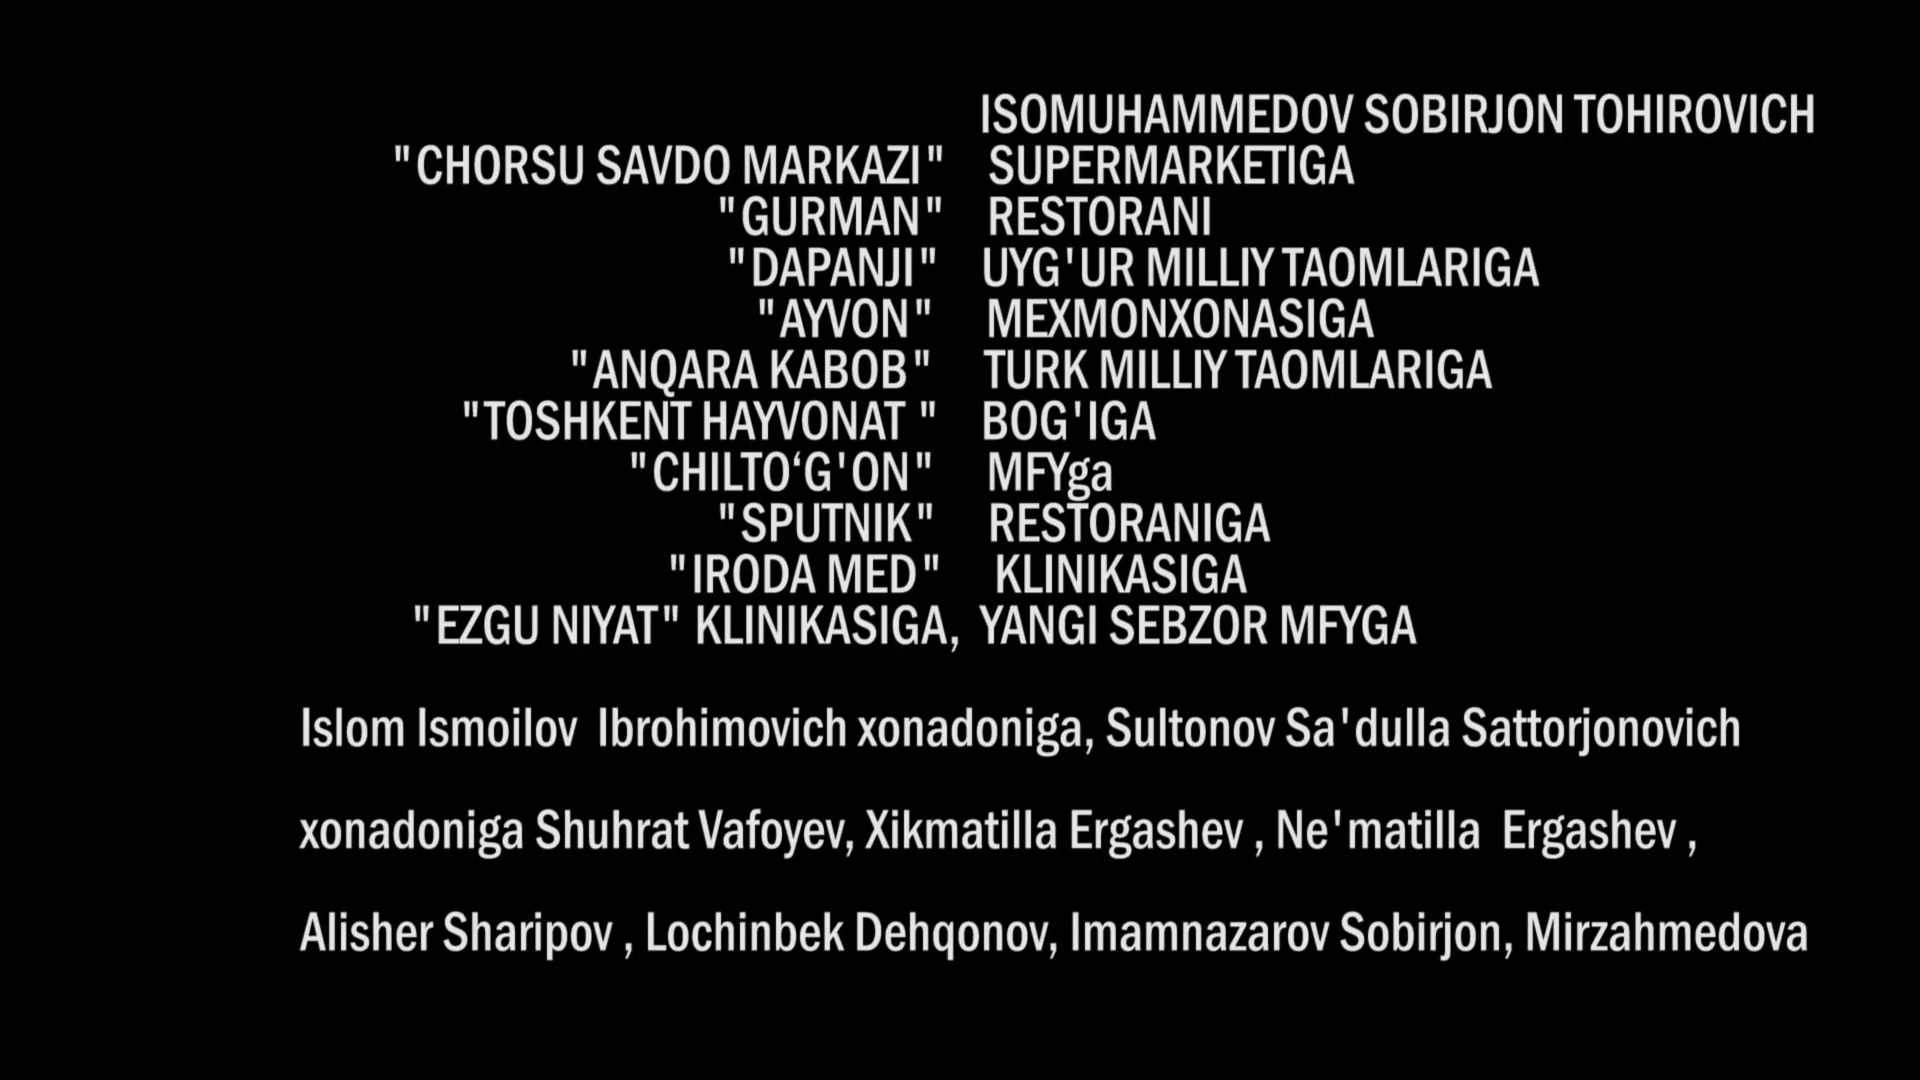 ISOMUHAMMEDOV SOBIRJON TOHIROVICH
"CHORSU SAVDO MARKAZI" SUPERMARKETIGA
"GURMAN" RESTORANI
"DAPANJI" UYG'UR MILLIY TAOMLARIGA
"AYVON" MEXMONXONASIGA
"ANQARA KABOB" TURK MILLIY TAOMLARIGA
"TOSHKENT HAYVONAT " BOG'IGA
"CHILTO‘G'ON" MFYga
"SPUTNIK" RESTORANIGA
"IRODA MED" KLINIKASIGA
"EZGU NIYAT" KLINIKASIGA, YANGI SEBZOR MFYGA
Islom Ismoilov Ibrohimovich xonadoniga, Sultonov Sa'dulla Sattorjonovich
xonadoniga Shuhrat Vafoyev, Xikmatilla Ergashev , Ne'matilla Ergashev ,
Alisher Sharipov , Lochinbek Dehqonov, Imamnazarov Sobirjon, Mirzahmedova